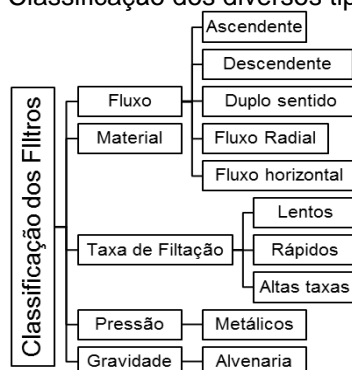 Classificação dos diversos tip
Classificação dos FIltros
Fluxo
Ascendente
Descendente
Duplo sentido
Fluxo Radial
Fluxo horizontal
Material
Taxa de Filtação
Lentos
Rápidos
Altas taxas
Pressão
Metálicos
Gravidade
Alvenaria